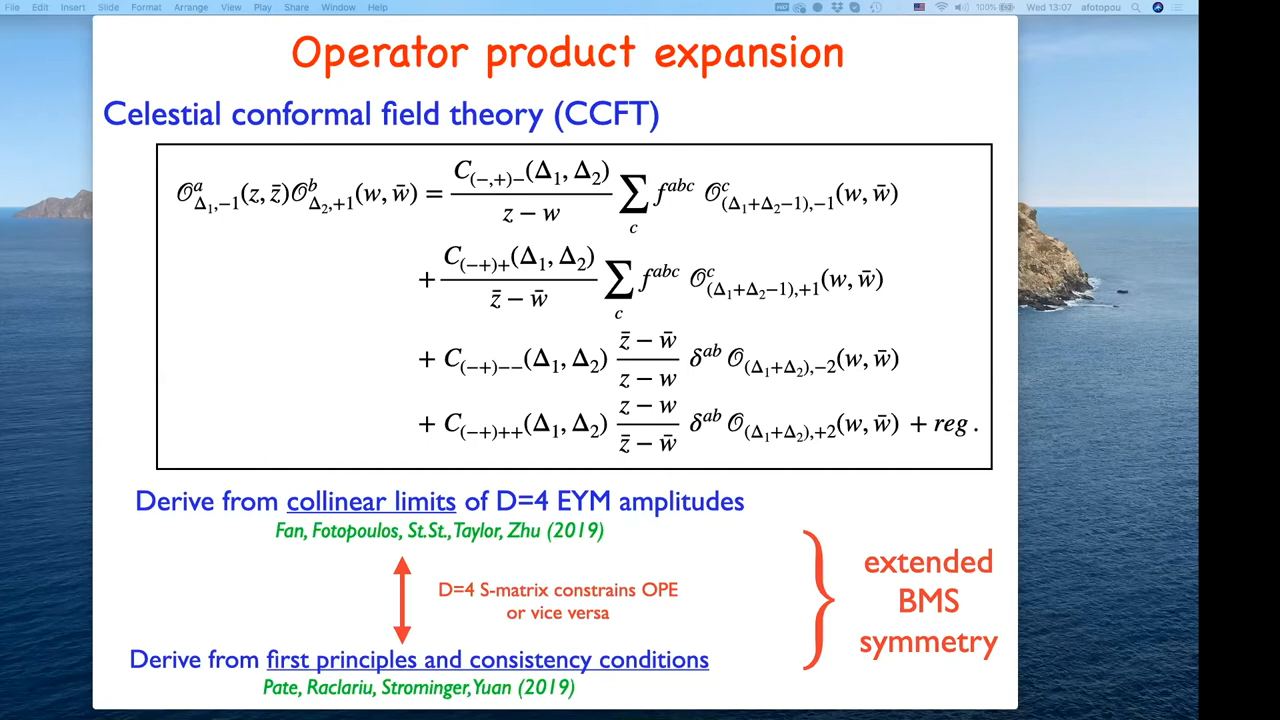 File Edit Insert Slide Format Arrange View Play Share Window Help 100% Wed 13:07 afotopou
Operator product expansion
Celestial conformal field theory (CCFT)
𝒪^a_{Δ₁,−1}(z, z̄)𝒪^b_{Δ₂,+1}(w, w̄) = \frac{C_{(−,+)−}(Δ₁, Δ₂)}{z − w} ∑_c f^{abc} 𝒪^c_{(Δ₁+Δ₂−1),−1}(w, w̄)
+ \frac{C_{(−+)+}(Δ₁, Δ₂)}{z̄ − w̄} ∑_c f^{abc} 𝒪^c_{(Δ₁+Δ₂−1),+1}(w, w̄)
+ C_{(−+)−−}(Δ₁, Δ₂) \frac{z̄ − w̄}{z − w} δ^{ab} 𝒪_{(Δ₁+Δ₂),−2}(w, w̄)
+ C_{(−+)++}(Δ₁, Δ₂) \frac{z − w}{z̄ − w̄} δ^{ab} 𝒪_{(Δ₁+Δ₂),+2}(w, w̄) + reg .
Derive from collinear limits of D=4 EYM amplitudes
Fan, Fotopoulos, St.St., Taylor, Zhu (2019)
D=4 S-matrix constrains OPE
or vice versa
Derive from first principles and consistency conditions
Pate, Raclariu, Strominger, Yuan (2019)
extended
BMS
symmetry